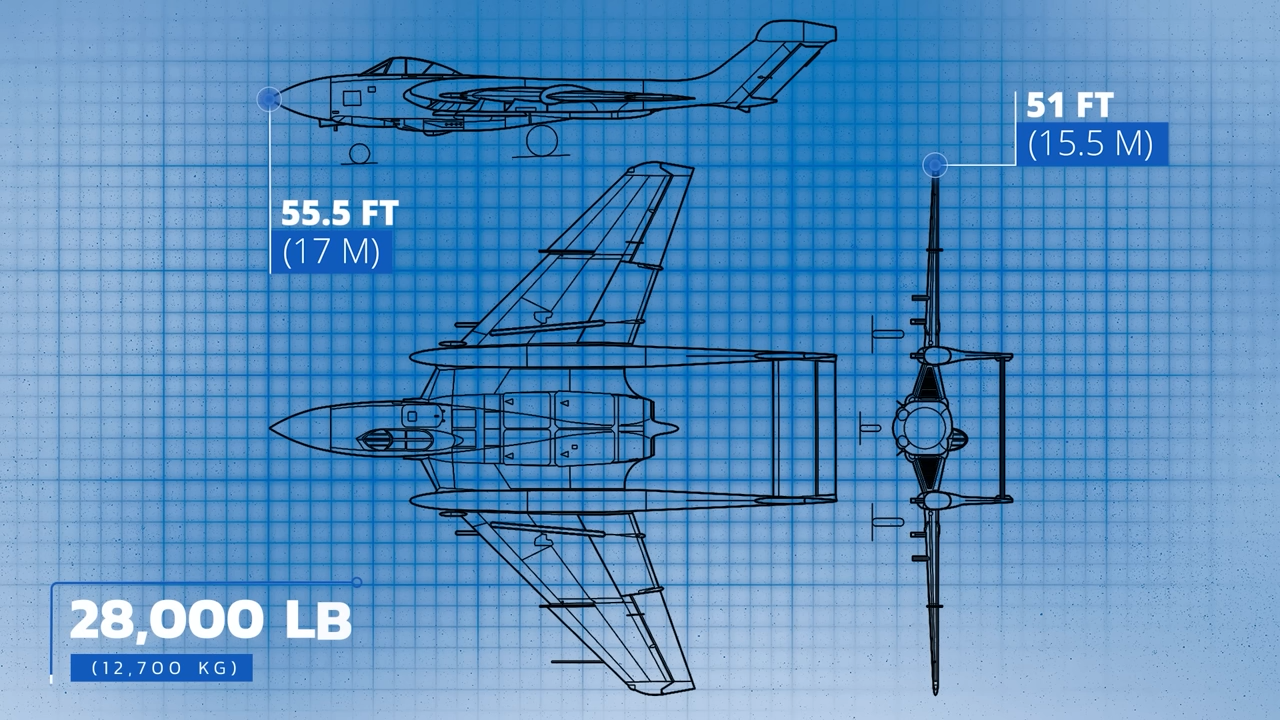 51 FT
(15.5 M)
55.5 FT
(17 M)
28,000 LB
(12,700 KG)